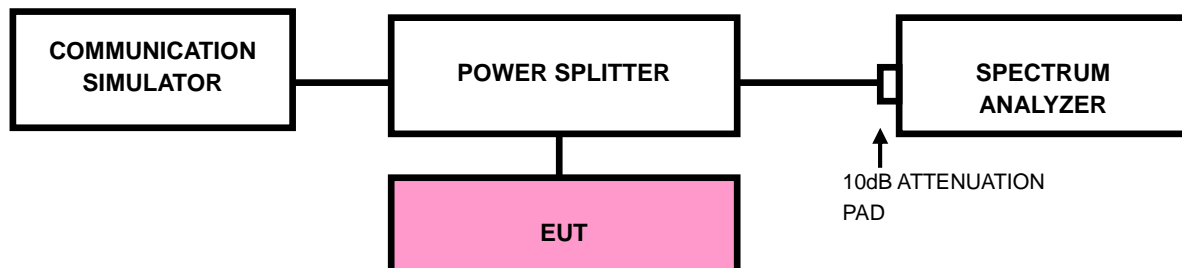 COMMUNICATION
SIMULATOR
POWER SPLITTER
SPECTRUM
ANALYZER
10dB ATTENUATION
PAD
EUT